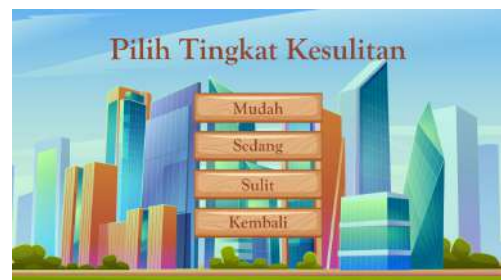 Pilih Tingkat Kesulitan
Mudah
Sedang
Sulit
Kembali